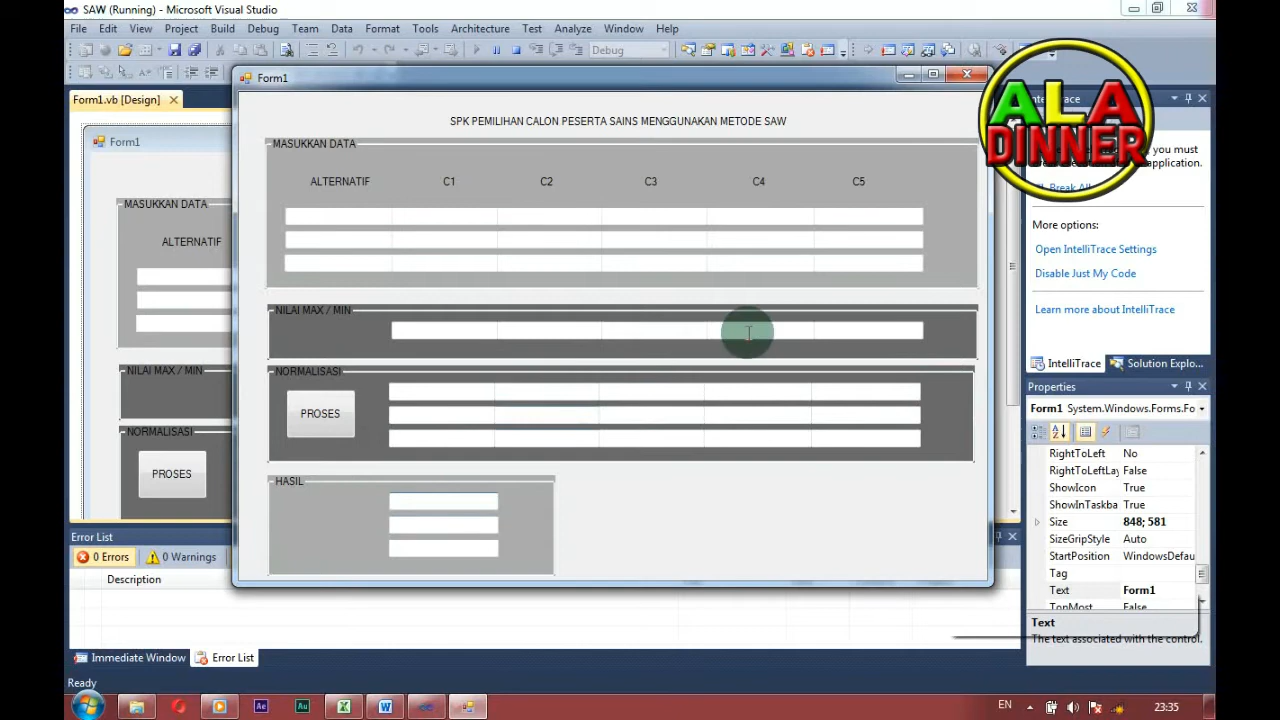 SAW (Running) - Microsoft Visual Studio
File Edit View Project Build Debug Team Data Format Tools Architecture Test Analyze Window Help
Debug
Form1.vb [Design]
Form1
MASUKKAN DATA
ALTERNATIF
NILAI MAX / MIN
NORMALISASI
PROSES
Form1
SPK PEMILIHAN CALON PESERTA SAINS MENGGUNAKAN METODE SAW
MASUKKAN DATA
ALTERNATIF C1 C2 C3 C4 C5
NILAI MAX / MIN
NORMALISASI
PROSES
HASIL
ALA
DINNER
you must
application.
Break All
More options:
Open IntelliTrace Settings
Disable Just My Code
Learn more about IntelliTrace
IntelliTrace Solution Explo...
Properties
Form1 System.Windows.Forms.Fo
RightToLeft No
RightToLeftLay False
ShowIcon True
ShowInTaskba True
Size 848; 581
SizeGripStyle Auto
StartPosition WindowsDefau
Tag
Text Form1
TopMost False
Text
The text associated with the control.
Error List
0 Errors 0 Warnings
Description
Immediate Window Error List
Ready
Ae Au
EN 23:35